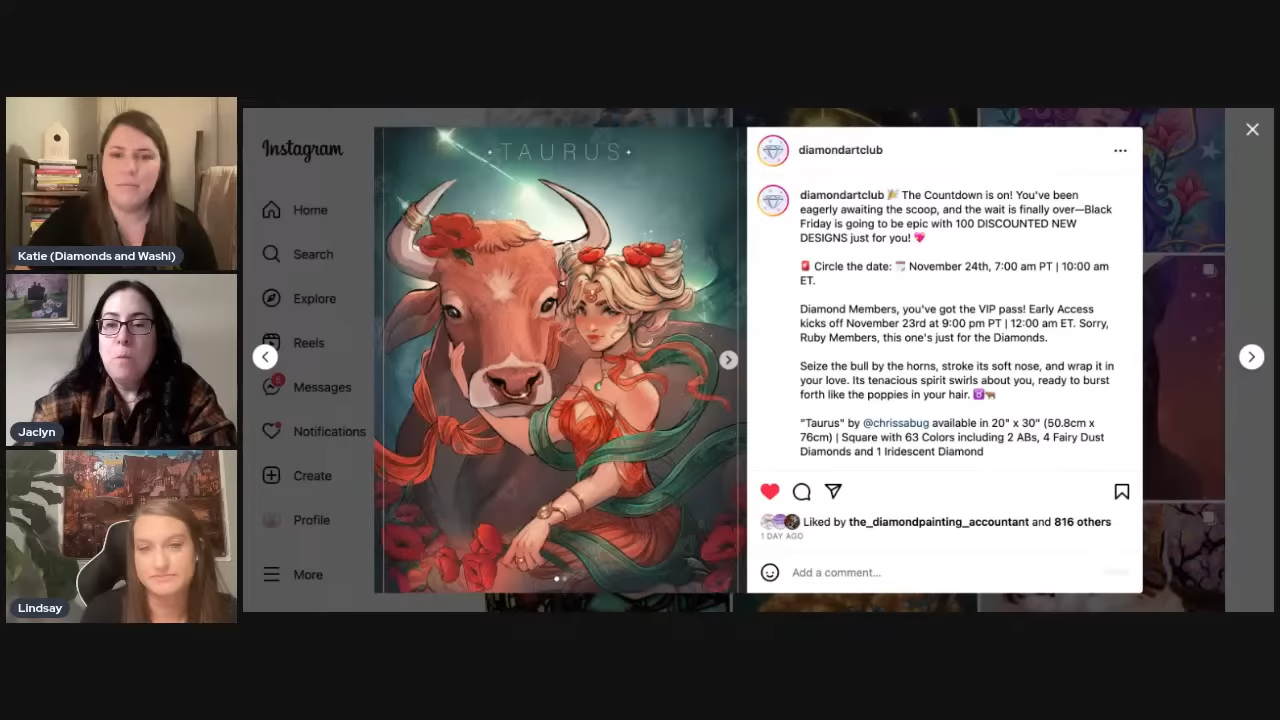 Katie (Diamonds and Washi)
Jaclyn
Lindsay
Instagram
Home
Search
Explore
Reels
6
Messages
Notifications
Create
Profile
More
• TAURUS •
diamondartclub
diamondartclub 🎉 The Countdown is on! You've been
eagerly awaiting the scoop, and the wait is finally over—Black
Friday is going to be epic with 100 DISCOUNTED NEW
DESIGNS just for you! 💖
🚨 Circle the date: 🗓️ November 24th, 7:00 am PT | 10:00 am
ET.
Diamond Members, you've got the VIP pass! Early Access
kicks off November 23rd at 9:00 pm PT | 12:00 am ET. Sorry,
Ruby Members, this one's just for the Diamonds.
Seize the bull by the horns, stroke its soft nose, and wrap it in
your love. Its tenacious spirit swirls about you, ready to burst
forth like the poppies in your hair. ♉🐂
"Taurus" by @chrissabug available in 20" x 30" (50.8cm x
76cm) | Square with 63 Colors including 2 ABs, 4 Fairy Dust
Diamonds and 1 Iridescent Diamond
Liked by the_diamondpainting_accountant and 816 others
1 DAY AGO
Add a comment...